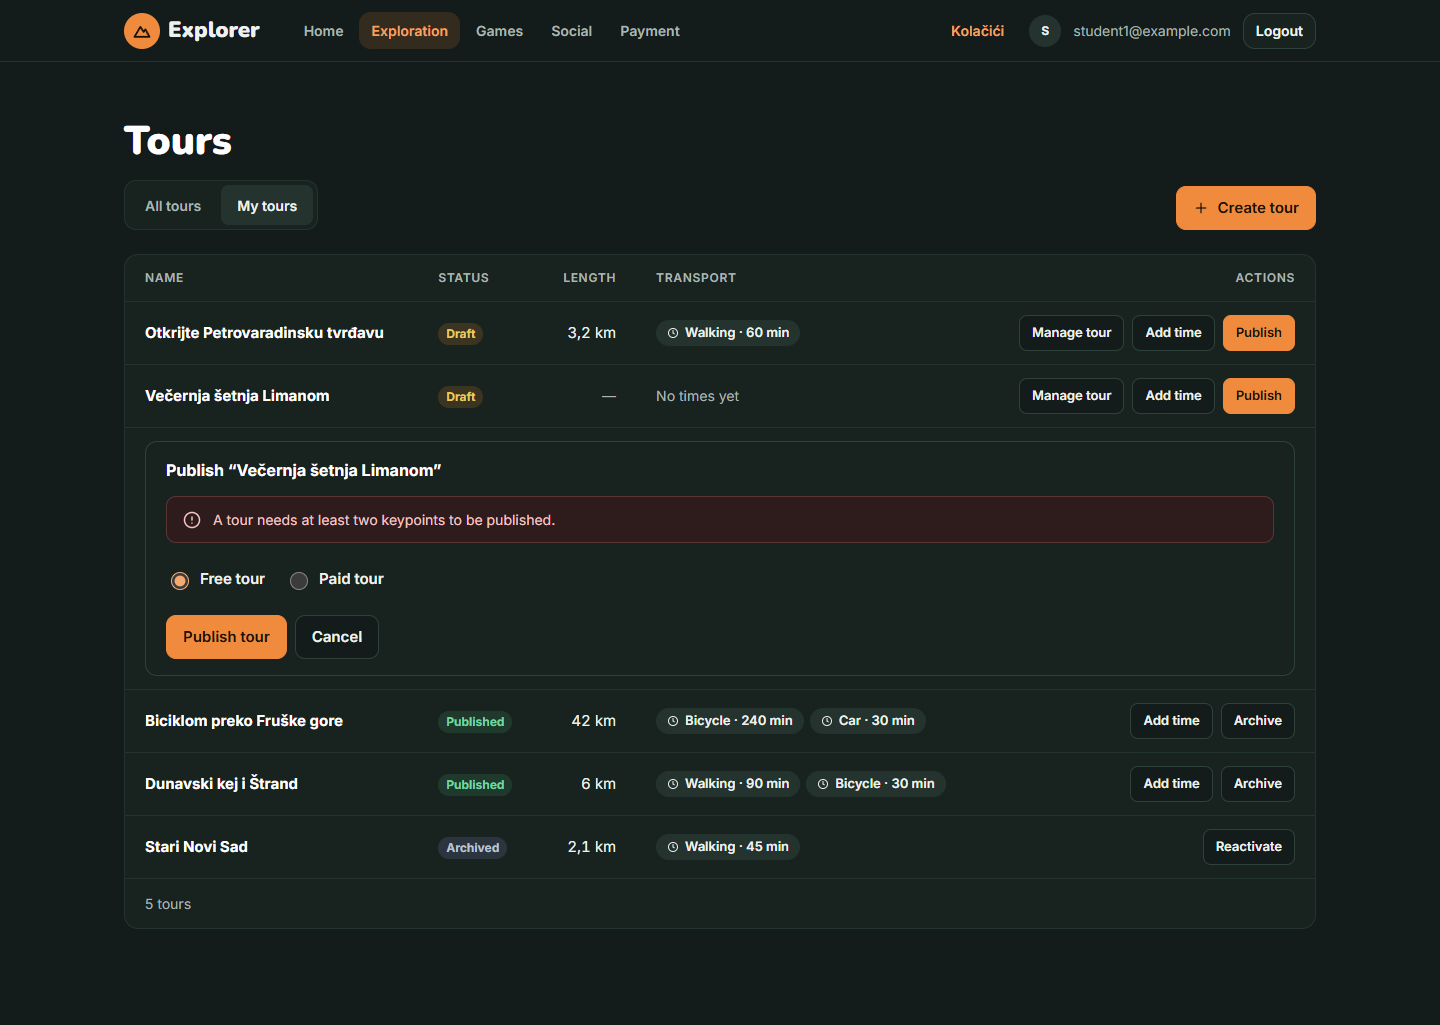 Explorer Home Exploration Games Social Payment Kolačići S student1@example.com Logout
Tours
All tours My tours + Create tour
NAME STATUS LENGTH TRANSPORT ACTIONS
Otkrijte Petrovaradinsku tvrđavu Draft 3,2 km Walking · 60 min Manage tour Add time Publish
Večernja šetnja Limanom Draft — No times yet Manage tour Add time Publish
Publish “Večernja šetnja Limanom”
A tour needs at least two keypoints to be published.
Free tour Paid tour
Publish tour Cancel
Biciklom preko Fruške gore Published 42 km Bicycle · 240 min Car · 30 min Add time Archive
Dunavski kej i Štrand Published 6 km Walking · 90 min Bicycle · 30 min Add time Archive
Stari Novi Sad Archived 2,1 km Walking · 45 min Reactivate
5 tours